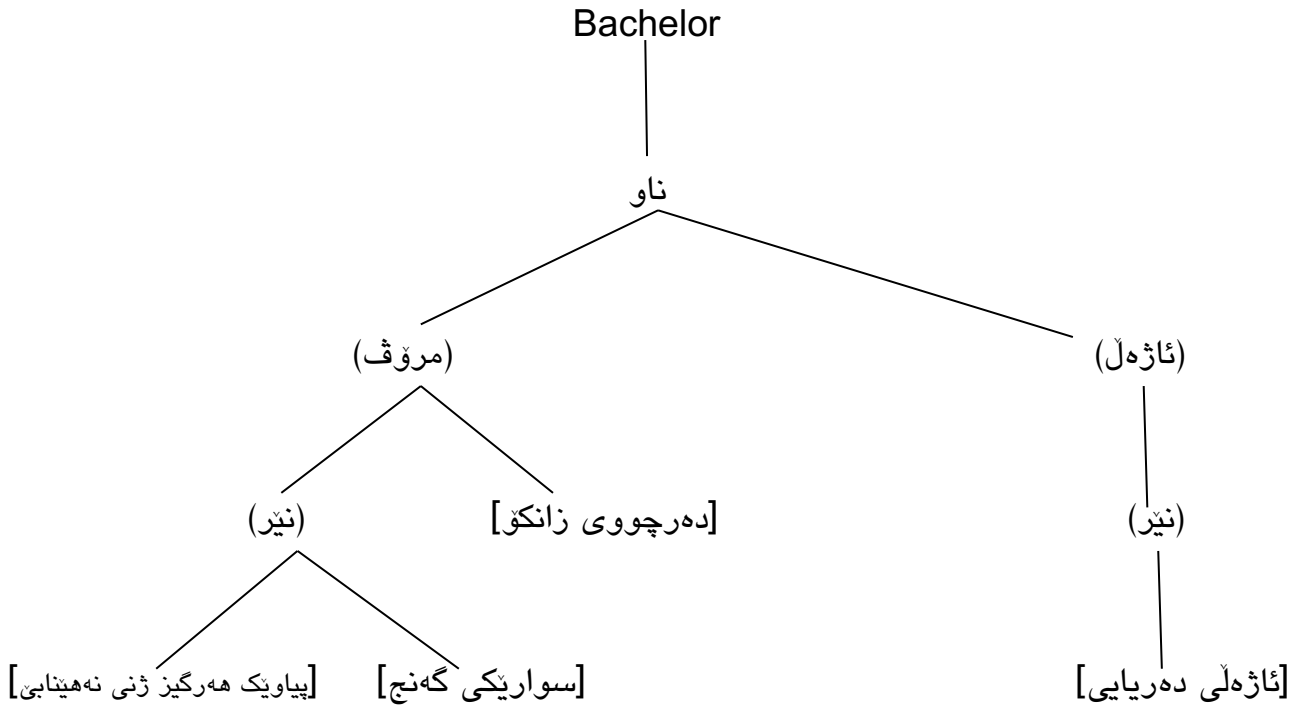 Bachelor
ناو
(ئاژەڵ) (مرۆڤ)
(نێر) [دەرچووی زانکۆ] (نێر)
[ئاژەڵی دەریایی] [سوارێکی گەنج] [پیاوێک هەرگیز ژنی نەهێنابێ]